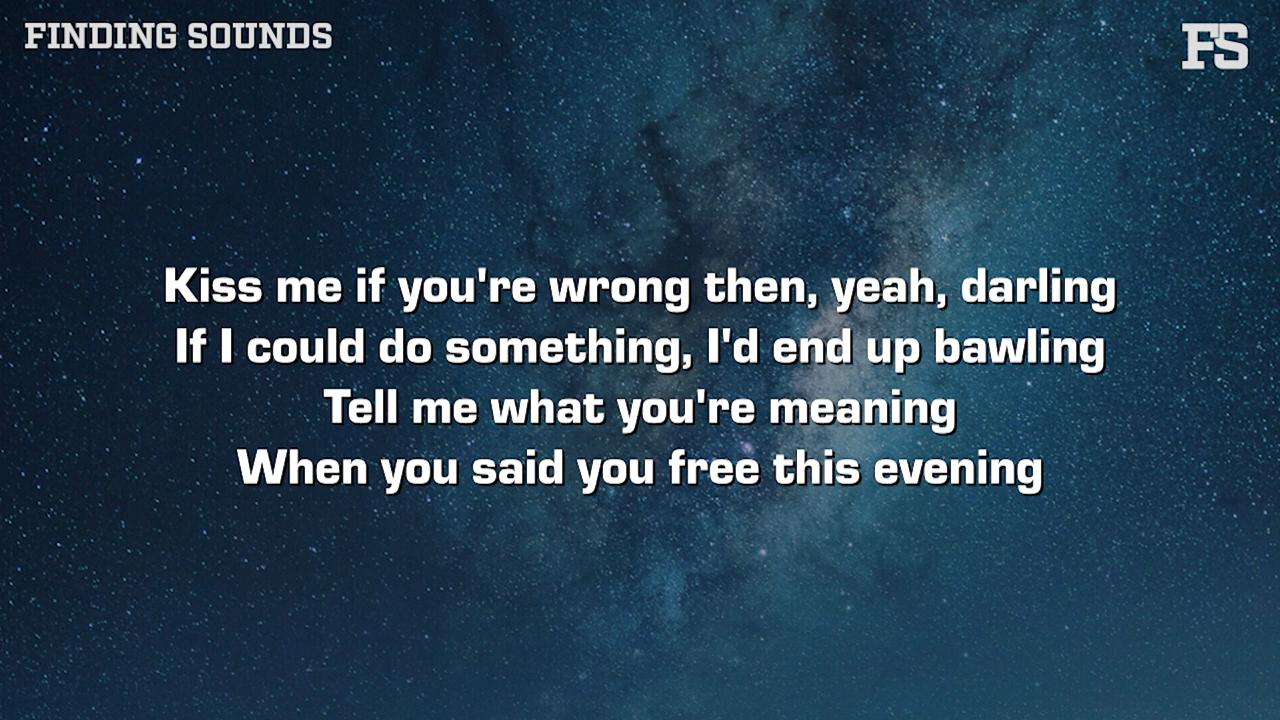 FINDING SOUNDS
FS
Kiss me if you're wrong then, yeah, darling
If I could do something, I'd end up bawling
Tell me what you're meaning
When you said you free this evening